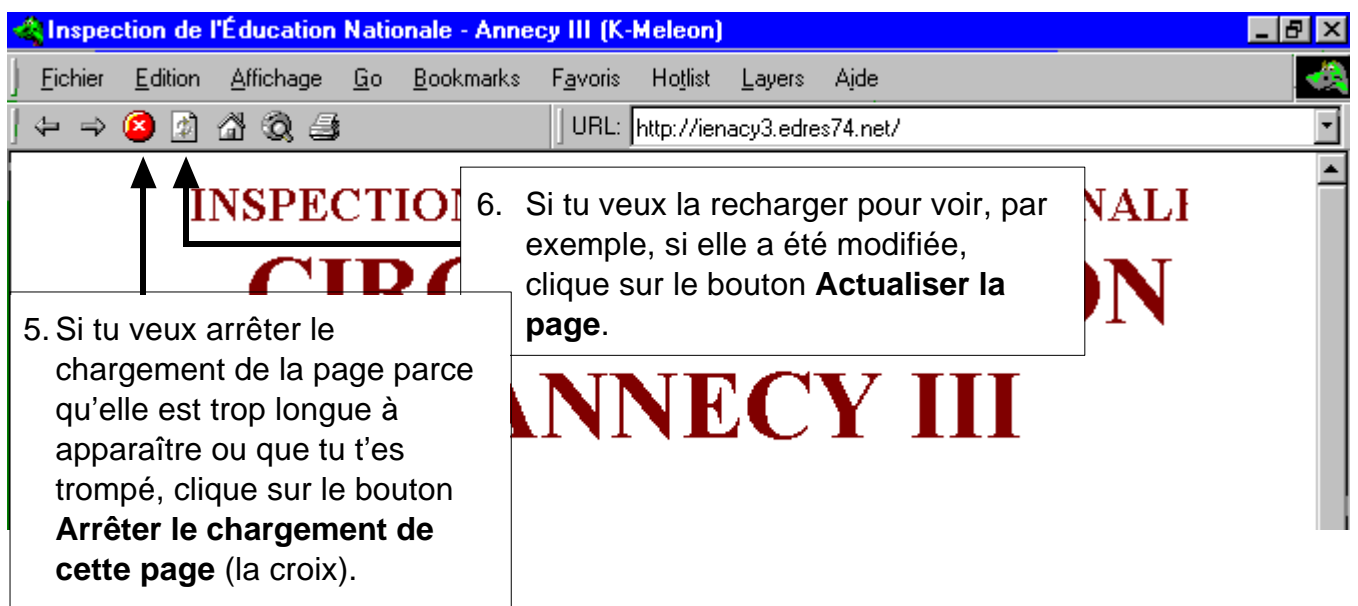 Inspection de l'Éducation Nationale - Annecy III (K-Meleon)
Fichier Edition Affichage Go Bookmarks Favoris Hotlist Layers Aide
URL: http://ienacy3.edres74.net/
6. Si tu veux la recharger pour voir, par
exemple, si elle a été modifiée,
clique sur le bouton Actualiser la
page.
5. Si tu veux arrêter le
chargement de la page parce
qu'elle est trop longue à
apparaître ou que tu t'es
trompé, clique sur le bouton
Arrêter le chargement de
cette page (la croix).
ANNECY III